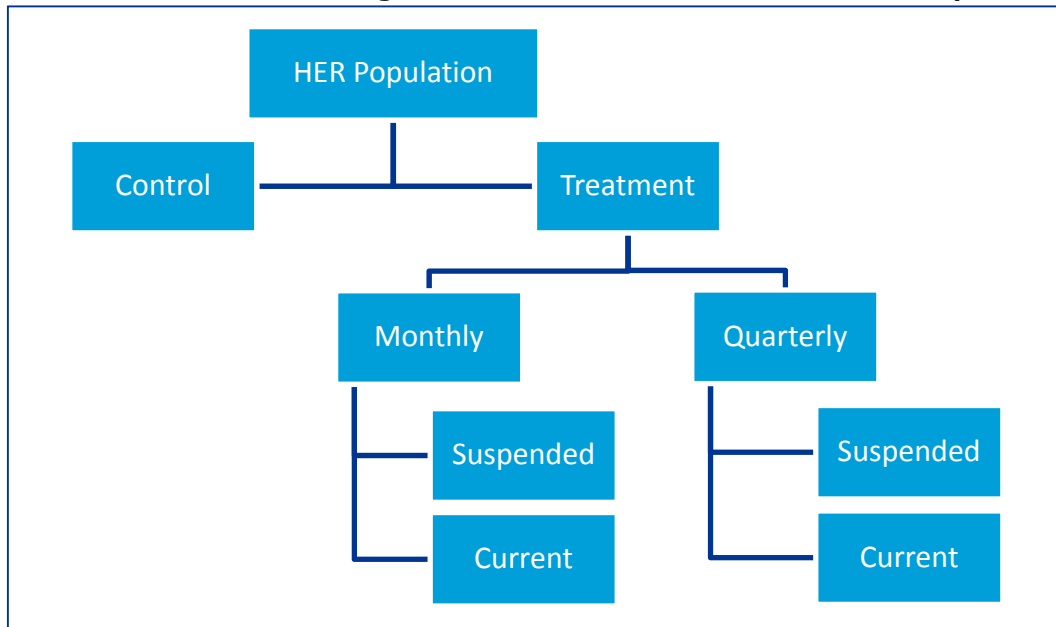 HER Population
Control
Treatment
Monthly
Quarterly
Suspended
Suspended
Current
Current